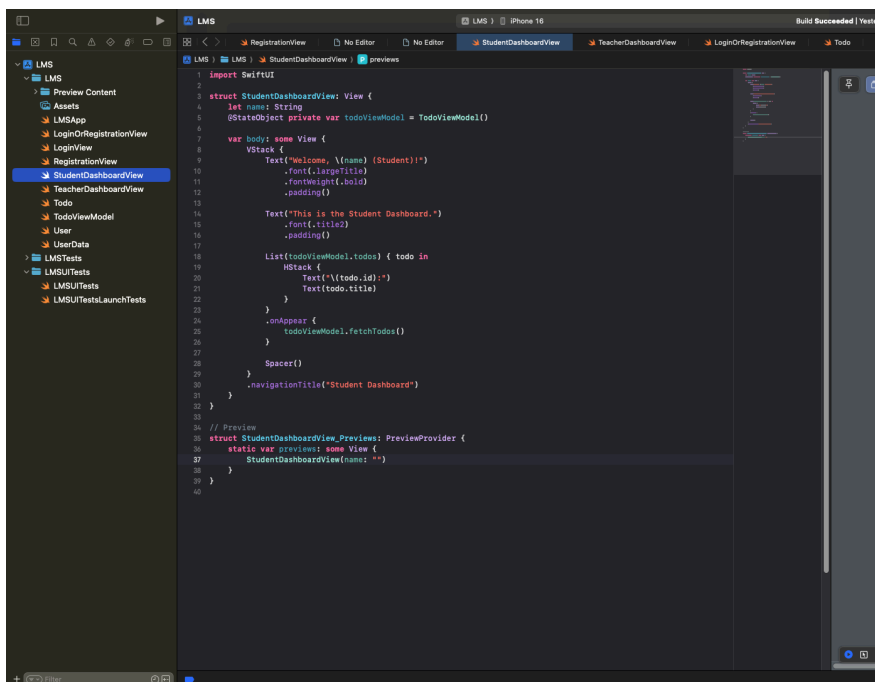 LMS
LMS ⟩ iPhone 16
Build Succeeded | Yest
RegistrationView
No Editor
No Editor
StudentDashboardView
TeacherDashboardView
LoginOrRegistrationView
Todo
LMS ⟩ LMS ⟩ StudentDashboardView ⟩ P previews
LMS
LMS
Preview Content
Assets
LMSApp
LoginOrRegistrationView
LoginView
RegistrationView
StudentDashboardView
TeacherDashboardView
Todo
TodoViewModel
User
UserData
LMSTests
LMSUITests
LMSUITests
LMSUITestsLaunchTests
Filter
1 import SwiftUI
2
3 struct StudentDashboardView: View {
4     let name: String
5     @StateObject private var todoViewModel = TodoViewModel()
6
7     var body: some View {
8         VStack {
9             Text("Welcome, \(name) (Student)!")
10                 .font(.largeTitle)
11                 .fontWeight(.bold)
12                 .padding()
13
14             Text("This is the Student Dashboard.")
15                 .font(.title2)
16                 .padding()
17
18             List(todoViewModel.todos) { todo in
19                 HStack {
20                     Text("\(todo.id):")
21                     Text(todo.title)
22                 }
23             }
24             .onAppear {
25                 todoViewModel.fetchTodos()
26             }
27
28             Spacer()
29         }
30         .navigationTitle("Student Dashboard")
31     }
32 }
33
34 // Preview
35 struct StudentDashboardView_Previews: PreviewProvider {
36     static var previews: some View {
37         StudentDashboardView(name: "")
38     }
39 }
40